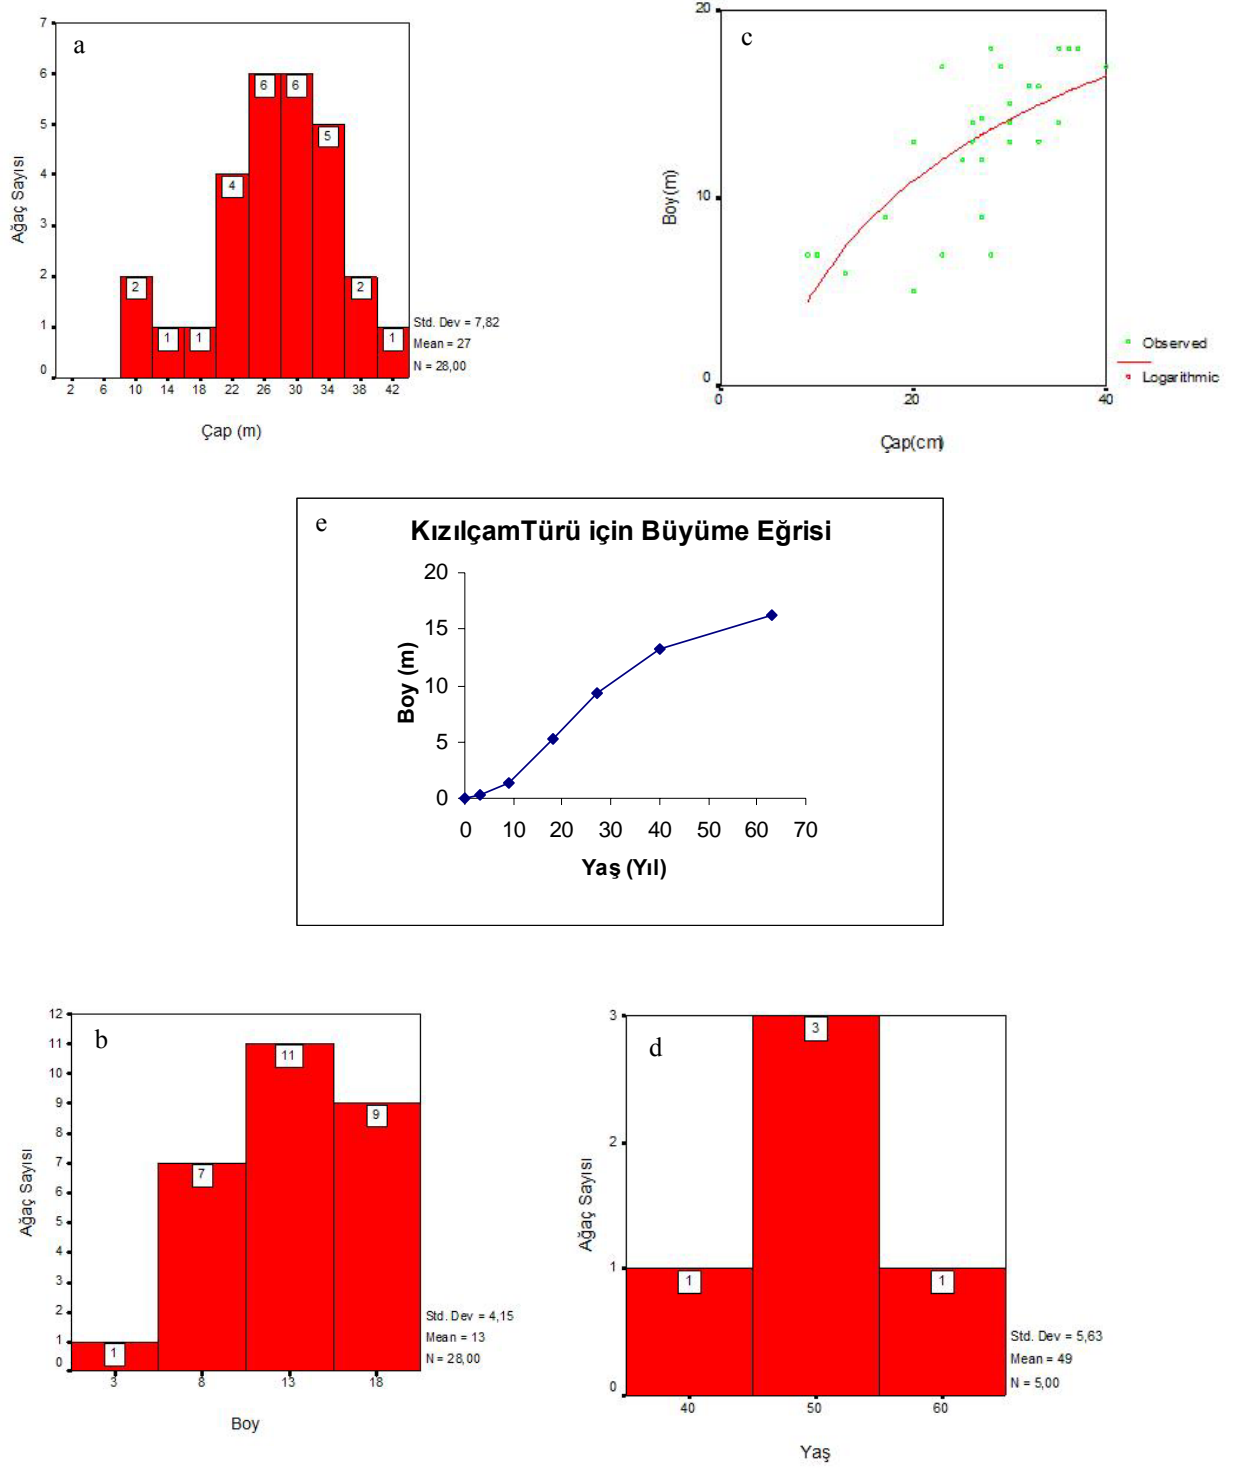 a
7
6
5
4
3
2
1
0
Ağaç Sayısı
2
1
1
4
6
6
5
2
1
2 6 10 14 18 22 26 30 34 38 42
Çap (m)
Std. Dev = 7,82
Mean = 27
N = 28,00
c
20
10
0
Boy(m)
0 20 40
Çap(cm)
Observed
Logarithmic
e
KızılçamTürü için Büyüme Eğrisi
20
15
10
5
0
Boy (m)
0 10 20 30 40 50 60 70
Yaş (Yıl)
b
12
11
10
9
8
7
6
5
4
3
2
1
0
Ağaç Sayısı
1
7
11
9
3 8 13 18
Boy
Std. Dev = 4,15
Mean = 13
N = 28,00
d
3
2
1
0
Ağaç Sayısı
1
3
1
40 50 60
Yaş
Std. Dev = 5,63
Mean = 49
N = 5,00